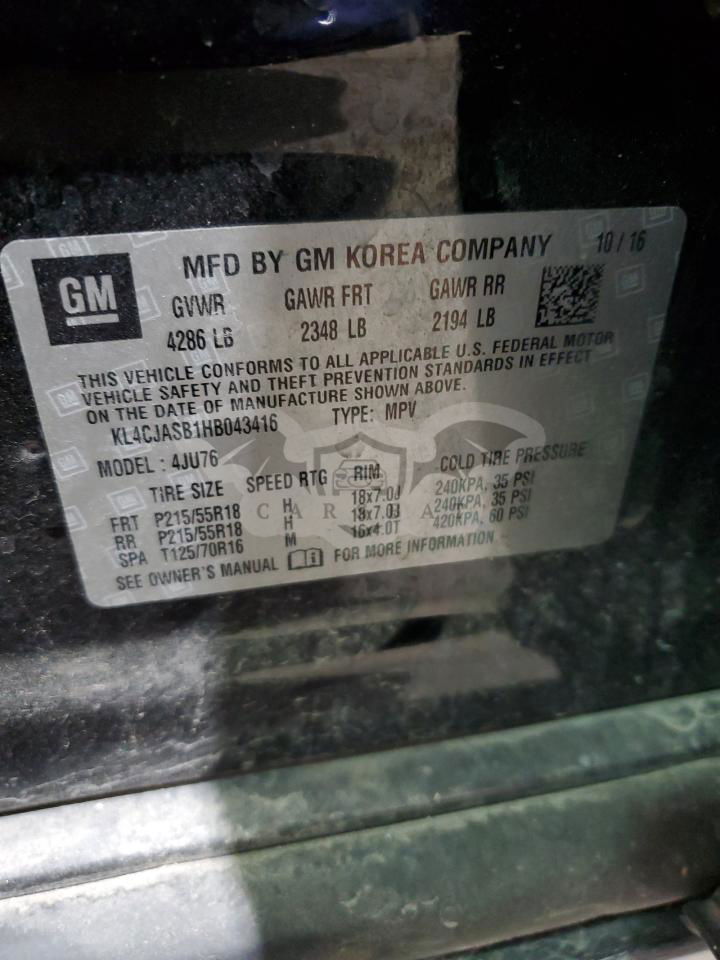 GM
MFD BY GM KOREA COMPANY 10 / 16
GVWR GAWR FRT GAWR RR
4286 LB 2348 LB 2194 LB
THIS VEHICLE CONFORMS TO ALL APPLICABLE U.S. FEDERAL MOTOR
VEHICLE SAFETY AND THEFT PREVENTION STANDARDS IN EFFECT
ON THE DATE OF MANUFACTURE SHOWN ABOVE.
KL4CJASB1HB043416 TYPE: MPV
MODEL : 4JU76
TIRE SIZE SPEED RTG RIM COLD TIRE PRESSURE
FRT P215/55R18 H 18x7.0J 240KPA, 35 PSI
RR P215/55R18 H 18x7.0J 240KPA, 35 PSI
SPA T125/70R16 M 16x4.0T 420KPA, 60 PSI
SEE OWNER'S MANUAL FOR MORE INFORMATION